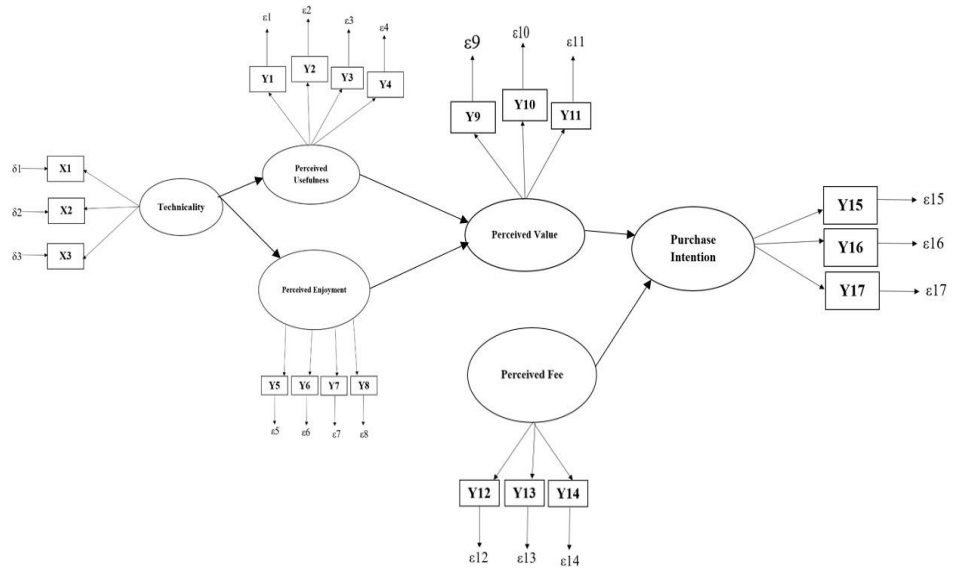 ε1
ε2
ε3
ε4
Y1
Y2
Y3
Y4
ε9
ε10
ε11
Y9
Y10
Y11
δ1
X1
δ2
X2
δ3
X3
Technicality
Perceived
Usefulness
Perceived Enjoyment
Y5
Y6
Y7
Y8
ε5
ε6
ε7
ε8
Perceived Value
Purchase
Intention
Y15
ε15
Y16
ε16
Y17
ε17
Perceived Fee
Y12
Y13
Y14
ε12
ε13
ε14